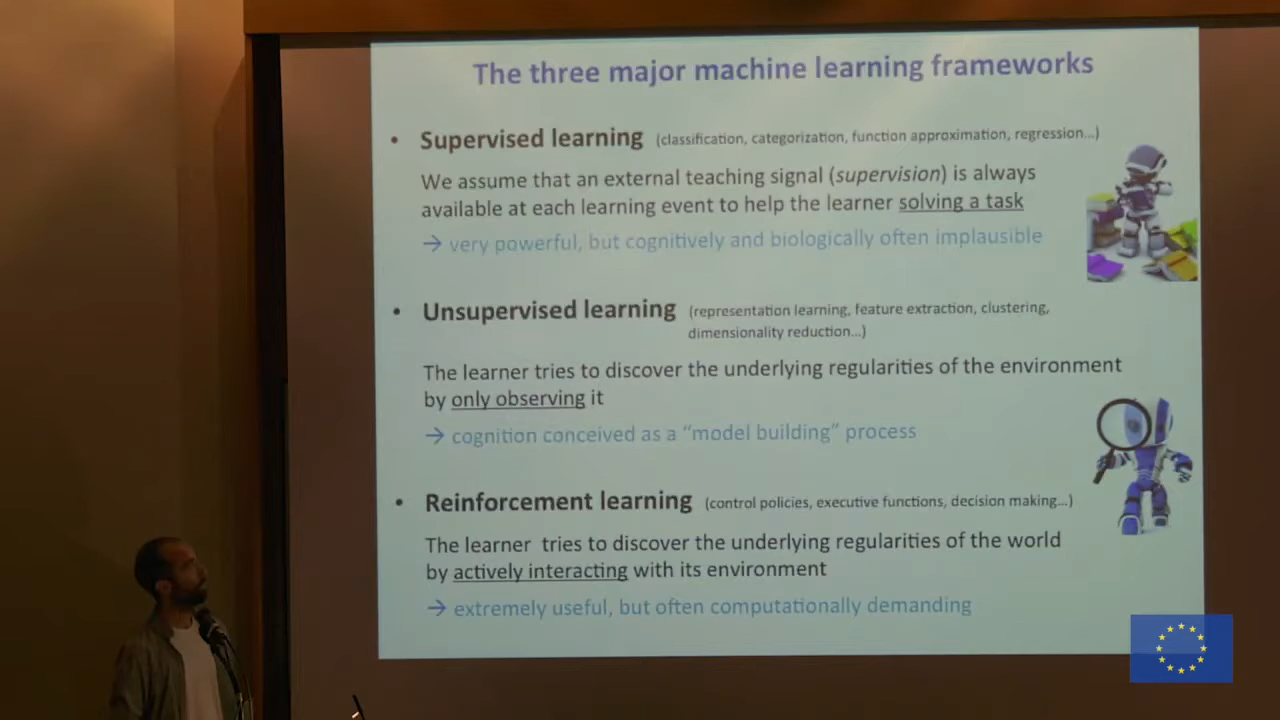 The three major machine learning frameworks
• Supervised learning (classification, categorization, function approximation, regression...)
We assume that an external teaching signal (supervision) is always
available at each learning event to help the learner solving a task
→ very powerful, but cognitively and biologically often implausible
• Unsupervised learning (representation learning, feature extraction, clustering,
dimensionality reduction...)
The learner tries to discover the underlying regularities of the environment
by only observing it
→ cognition conceived as a “model building” process
• Reinforcement learning (control policies, executive functions, decision making...)
The learner tries to discover the underlying regularities of the world
by actively interacting with its environment
→ extremely useful, but often computationally demanding